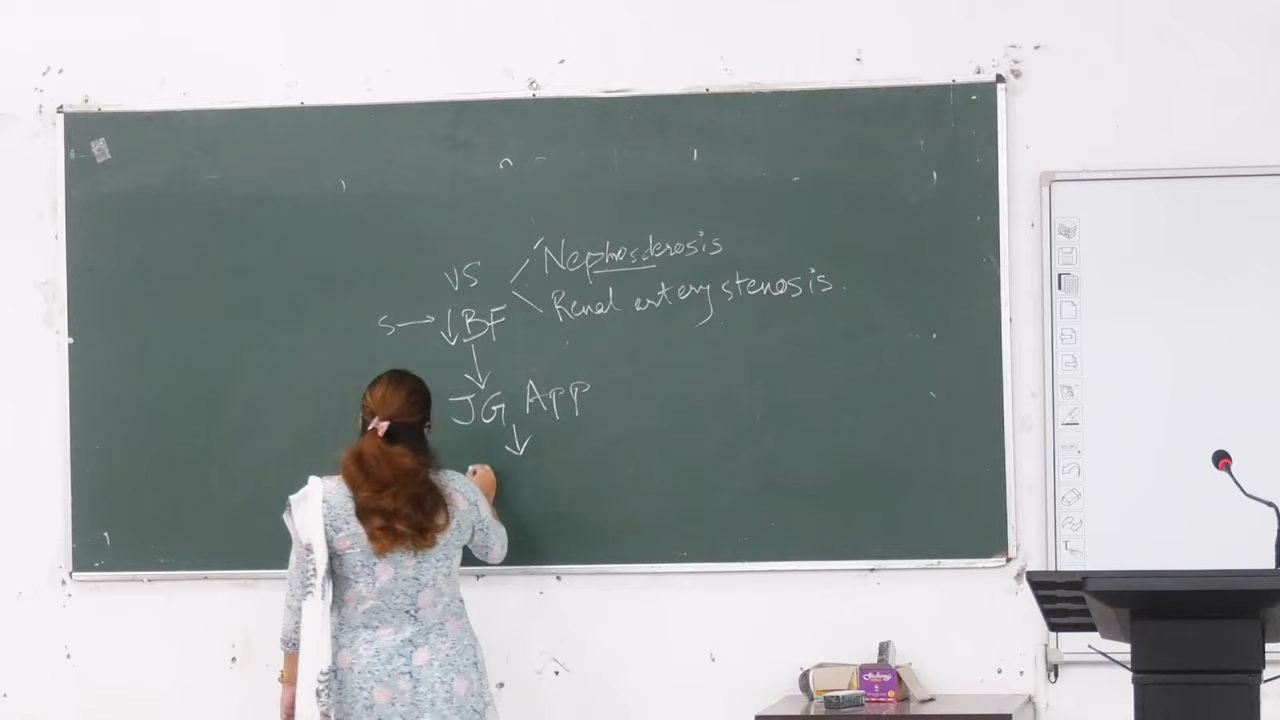 Nephosclerosis
VS
Renal artery stenosis.
S → ↓ BF
↓
JG App
↓